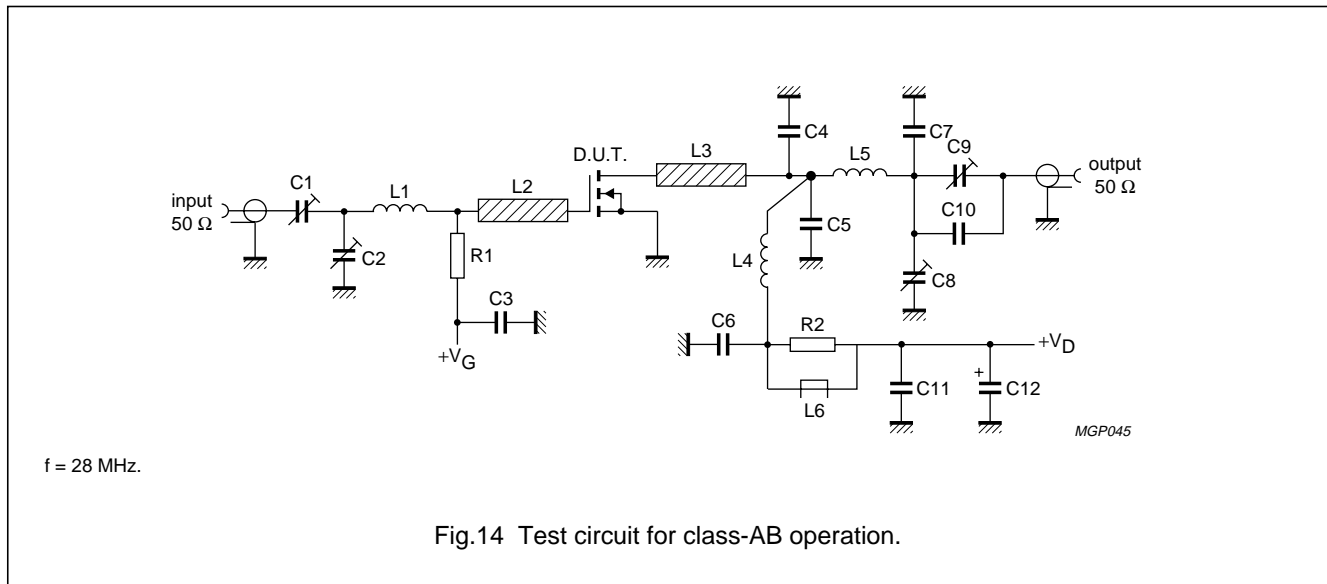 C4
C7
L3
L5
C9
D.U.T.
output
50 Ω
input
50 Ω
C1
L1
L2
C10
C5
C2
R1
L4
C8
C3
C6
R2
+VD
+VG
+
L6
C11
C12
MGP045
f = 28 MHz.
Fig.14 Test circuit for class-AB operation.